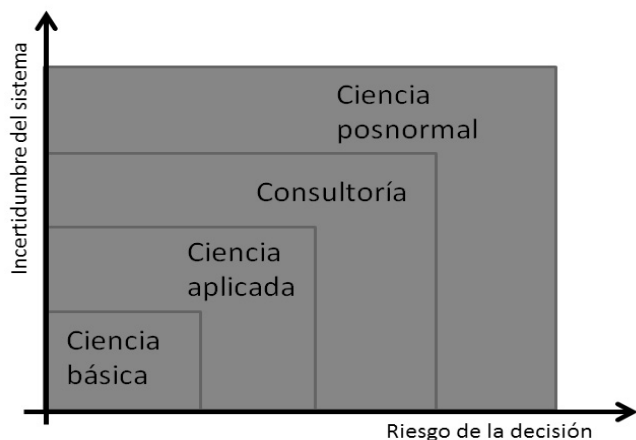 Incertidumbre del sistema
Ciencia
posnormal
Consultoría
Ciencia
aplicada
Ciencia
básica
Riesgo de la decisión